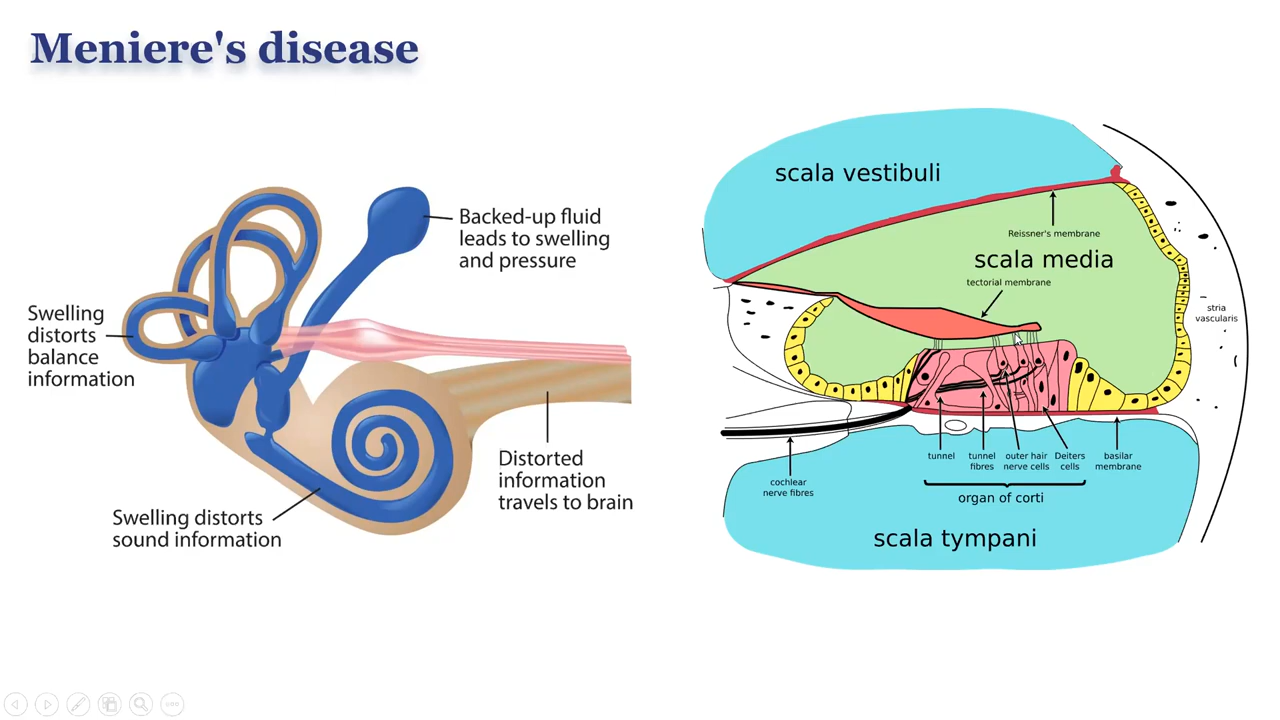 Meniere's disease
Backed-up fluid
leads to swelling
and pressure
Swelling
distorts
balance
information
Distorted
information
travels to brain
Swelling distorts
sound information
scala vestibuli
Reissner's membrane
scala media
tectorial membrane
stria
vascularis
tunnel
tunnel
fibres
outer hair
nerve cells
Deiters
cells
basilar
membrane
cochlear
nerve fibres
organ of corti
scala tympani